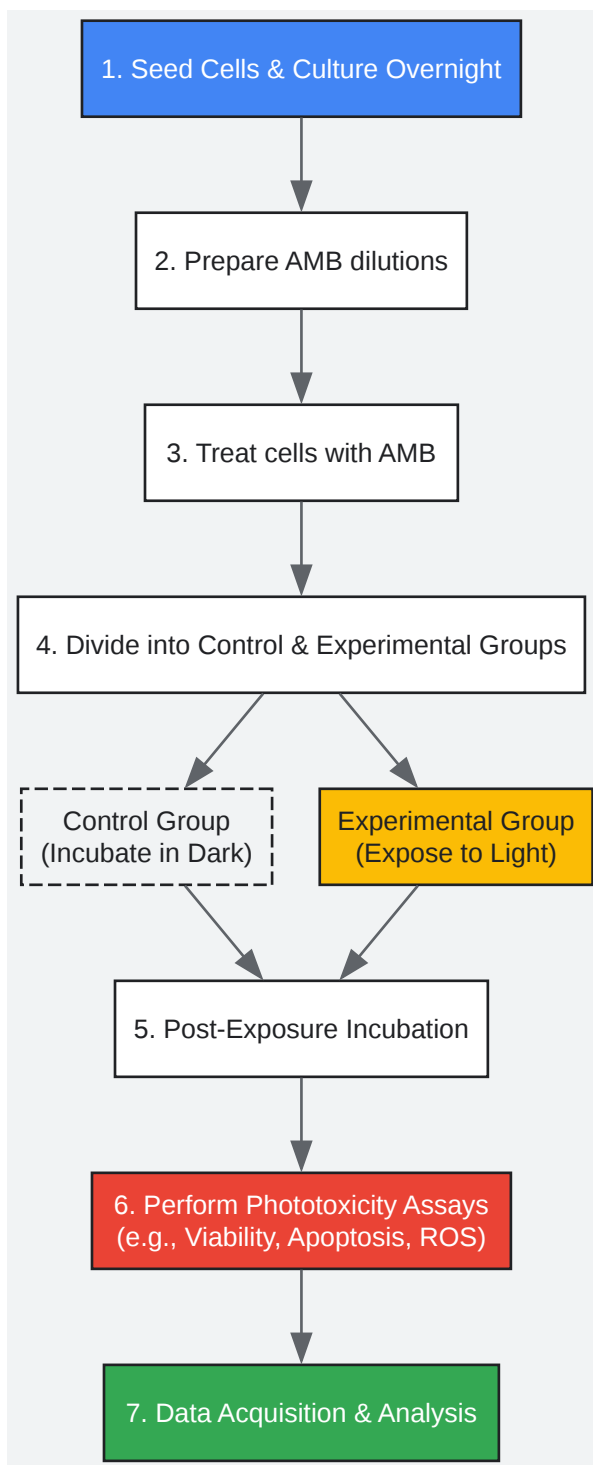 1. Seed Cells & Culture Overnight
2. Prepare AMB dilutions
3. Treat cells with AMB
4. Divide into Control & Experimental Groups
Control Group
(Incubate in Dark)
Experimental Group
(Expose to Light)
5. Post-Exposure Incubation
6. Perform Phototoxicity Assays
(e.g., Viability, Apoptosis, ROS)
7. Data Acquisition & Analysis